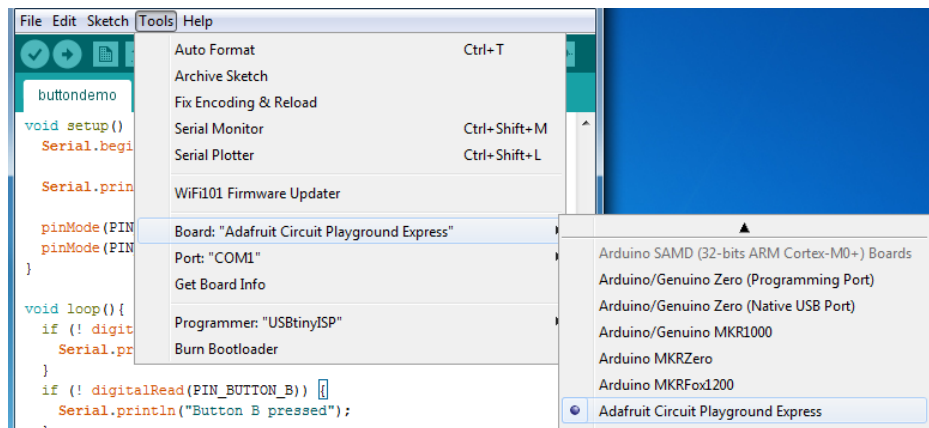 File Edit Sketch Tools Help
Auto Format Ctrl+T
Archive Sketch
Fix Encoding & Reload
Serial Monitor Ctrl+Shift+M
Serial Plotter Ctrl+Shift+L
WiFi101 Firmware Updater
Board: "Adafruit Circuit Playground Express"
Port: "COM1"
Get Board Info
Programmer: "USBtinyISP"
Burn Bootloader
Arduino SAMD (32-bits ARM Cortex-M0+) Boards
Arduino/Genuino Zero (Programming Port)
Arduino/Genuino Zero (Native USB Port)
Arduino/Genuino MKR1000
Arduino MKRZero
Arduino MKRFox1200
Adafruit Circuit Playground Express
buttondemo
void setup()
Serial.begi
Serial.prin
pinMode(PIN
pinMode(PIN
}
void loop(){
if (! digit
Serial.pr
}
if (! digitalRead(PIN_BUTTON_B)) {
Serial.println("Button B pressed");